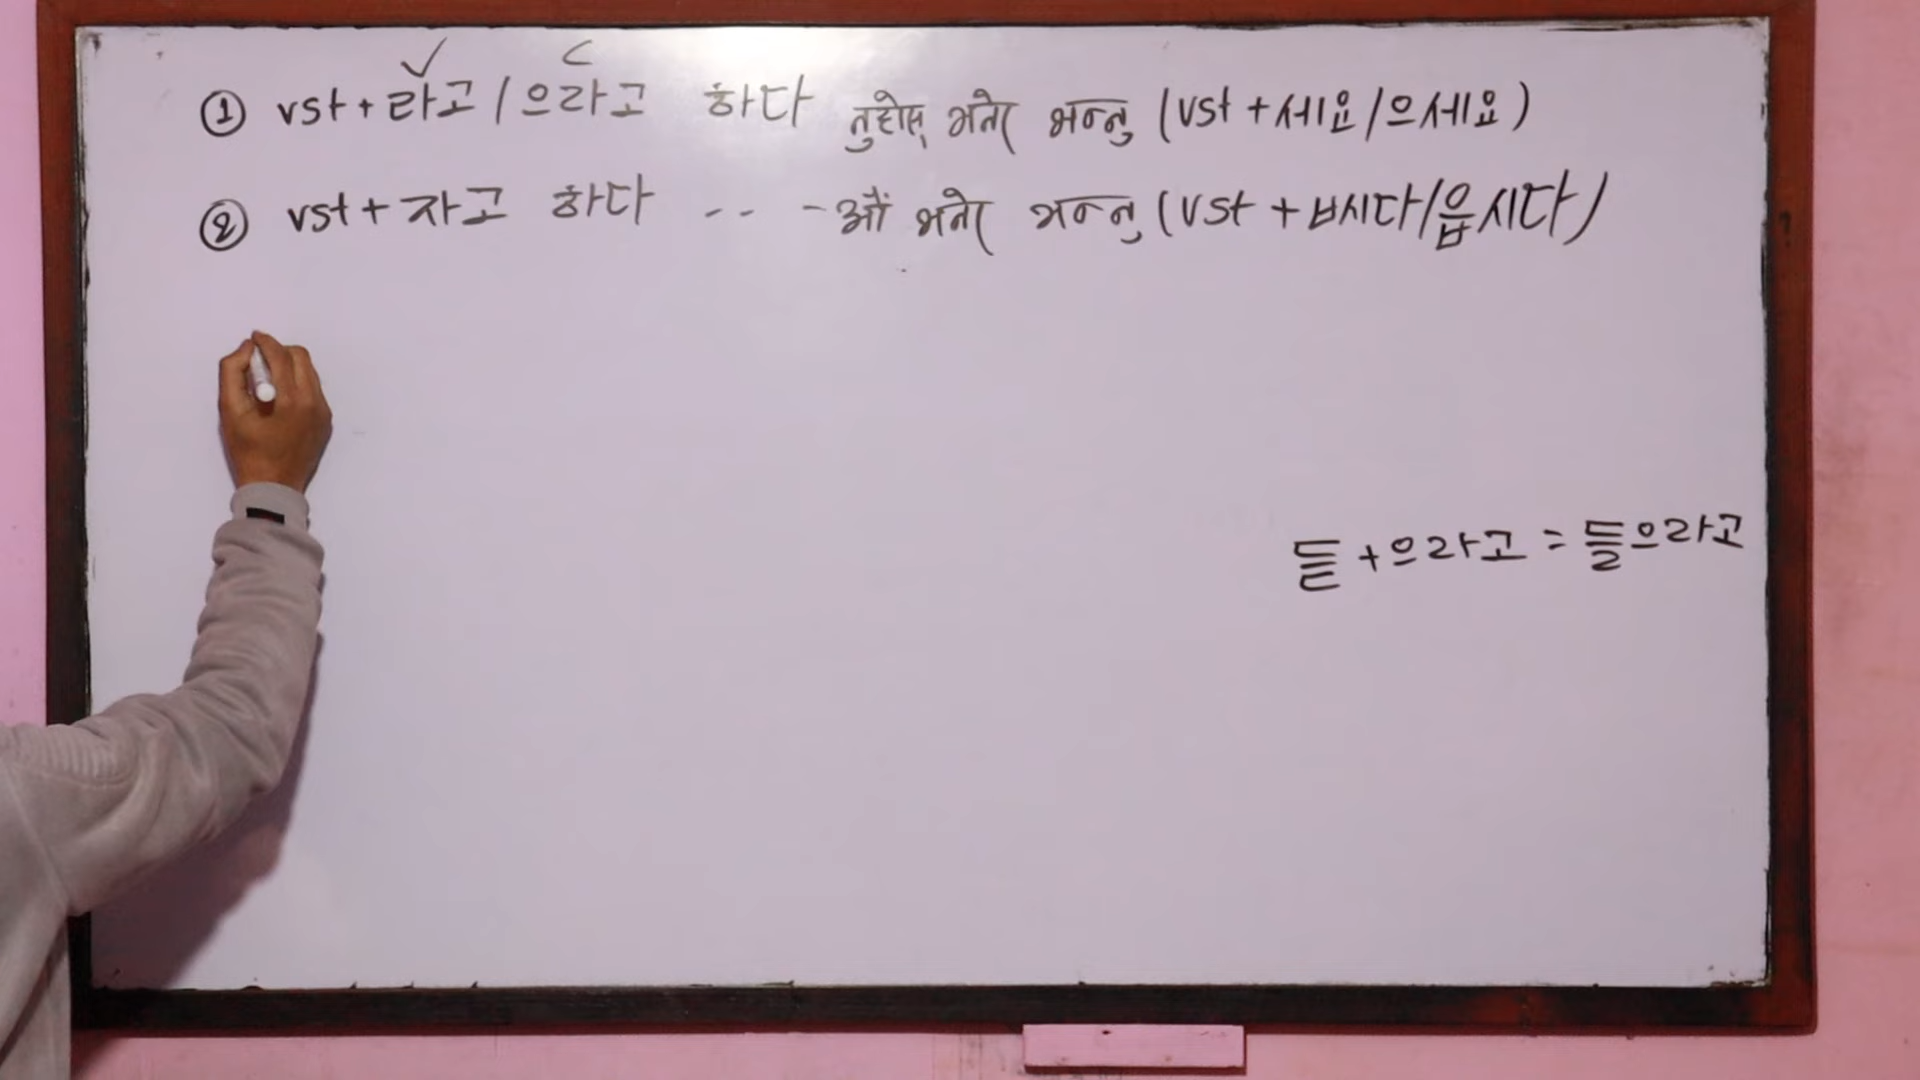 ① vst + 라고 / 으라고 하다 नुहोस् भनेर भन्नु (vst + 세요/으세요)
② vst + 자고 하다 -- - औं भनेर भन्नु (vst + ㅂ시다/읍시다)
듣 + 으라고 = 들으라고